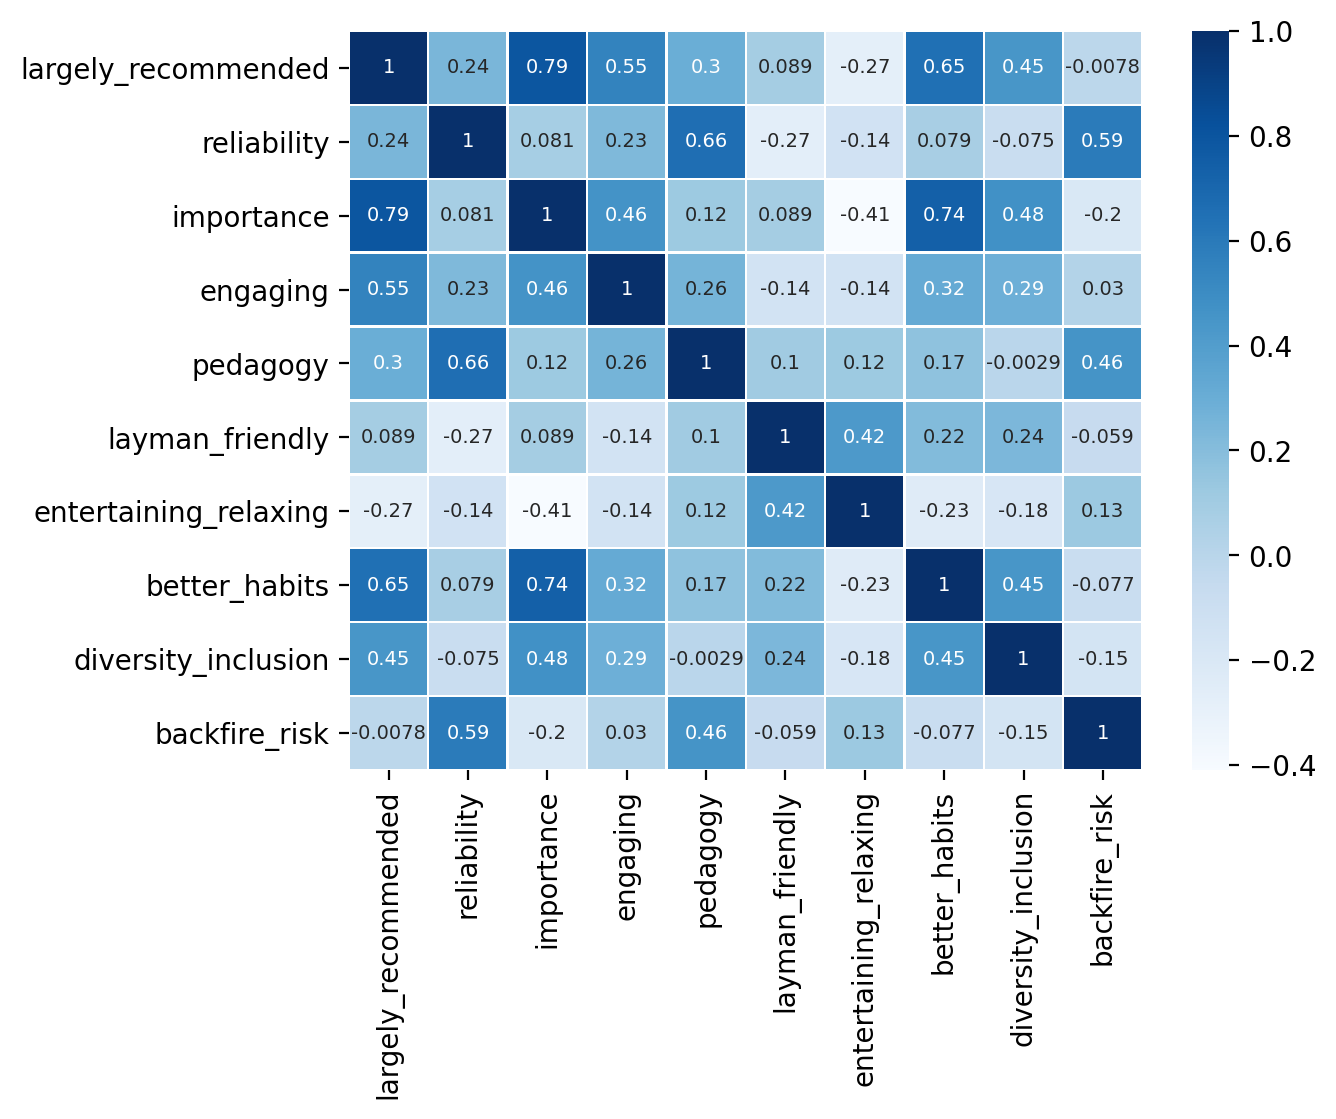 largely_recommended 1 0.24 0.79 0.55 0.3 0.089 -0.27 0.65 0.45 -0.0078
reliability 0.24 1 0.081 0.23 0.66 -0.27 -0.14 0.079 -0.075 0.59
importance 0.79 0.081 1 0.46 0.12 0.089 -0.41 0.74 0.48 -0.2
engaging 0.55 0.23 0.46 1 0.26 -0.14 -0.14 0.32 0.29 0.03
pedagogy 0.3 0.66 0.12 0.26 1 0.1 0.12 0.17 -0.0029 0.46
layman_friendly 0.089 -0.27 0.089 -0.14 0.1 1 0.42 0.22 0.24 -0.059
entertaining_relaxing -0.27 -0.14 -0.41 -0.14 0.12 0.42 1 -0.23 -0.18 0.13
better_habits 0.65 0.079 0.74 0.32 0.17 0.22 -0.23 1 0.45 -0.077
diversity_inclusion 0.45 -0.075 0.48 0.29 -0.0029 0.24 -0.18 0.45 1 -0.15
backfire_risk -0.0078 0.59 -0.2 0.03 0.46 -0.059 0.13 -0.077 -0.15 1
largely_recommended
reliability
importance
engaging
pedagogy
layman_friendly
entertaining_relaxing
better_habits
diversity_inclusion
backfire_risk
1.0
0.8
0.6
0.4
0.2
0.0
−0.2
−0.4